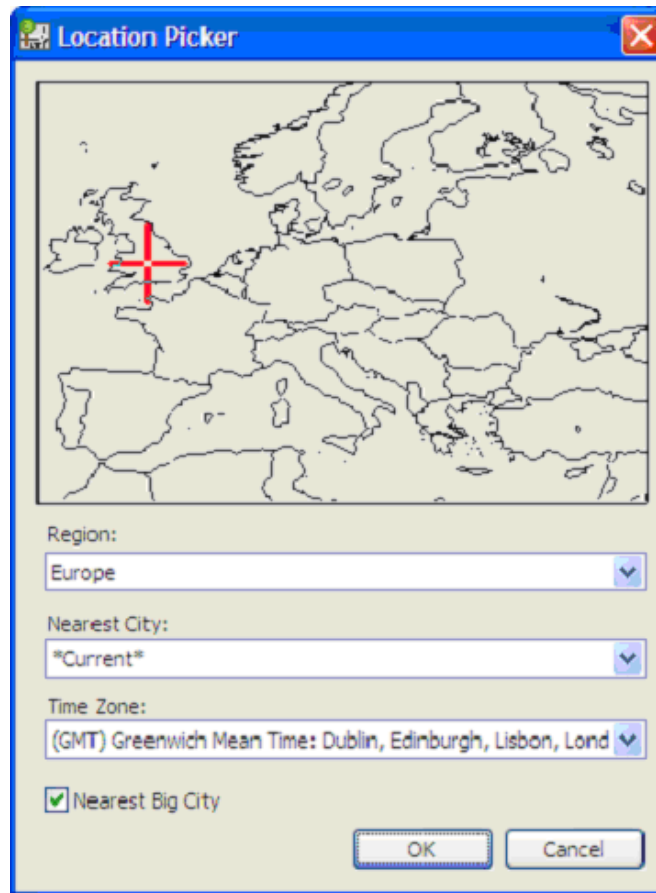 Location Picker
Region:
Europe
Nearest City:
*Current*
Time Zone:
(GMT) Greenwich Mean Time: Dublin, Edinburgh, Lisbon, Lond
Nearest Big City
OK
Cancel